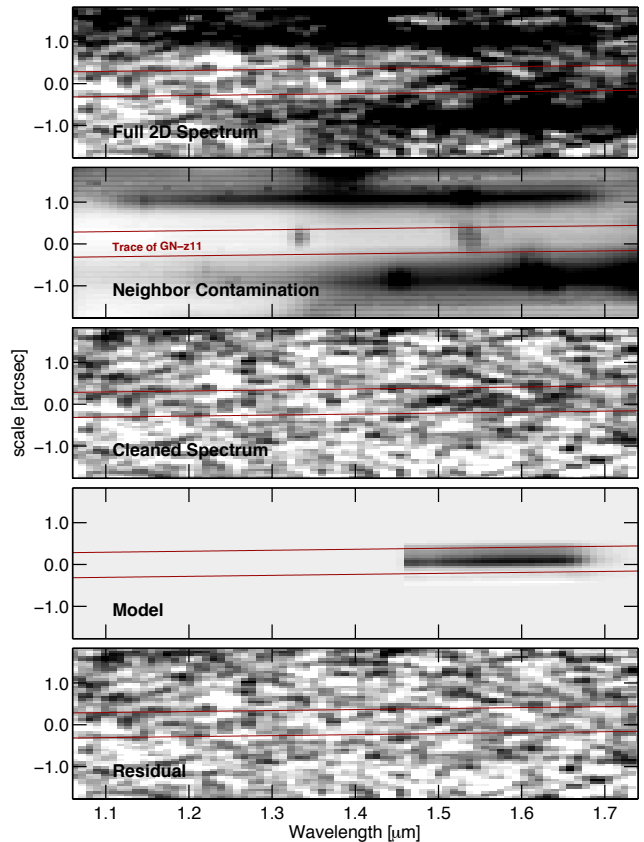 1.0
0.0
−1.0
Full 2D Spectrum
1.0
0.0
−1.0
Trace of GN−z11
Neighbor Contamination
scale [arcsec]
1.0
0.0
−1.0
Cleaned Spectrum
1.0
0.0
−1.0
Model
1.0
0.0
−1.0
Residual
1.1 1.2 1.3 1.4 1.5 1.6 1.7
Wavelength [μm]